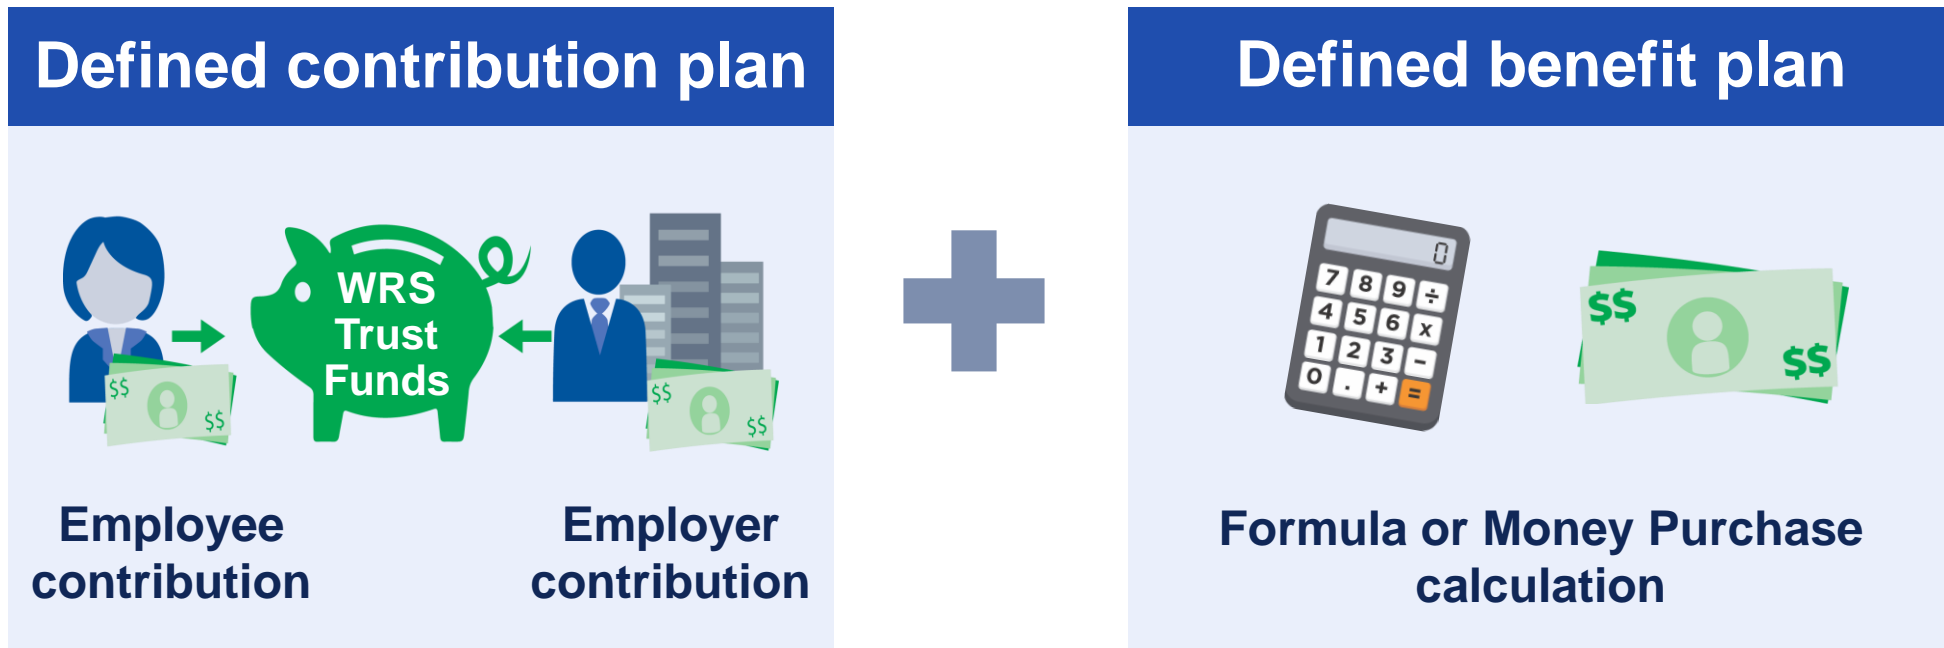 Defined contribution plan
WRS
Trust
Funds
$$
$$
$$
$$
Employee
contribution
Employer
contribution
Defined benefit plan
0
7 8 9 ÷
4 5 6 x
1 2 3 −
0 . + =
$$
$$
Formula or Money Purchase
calculation